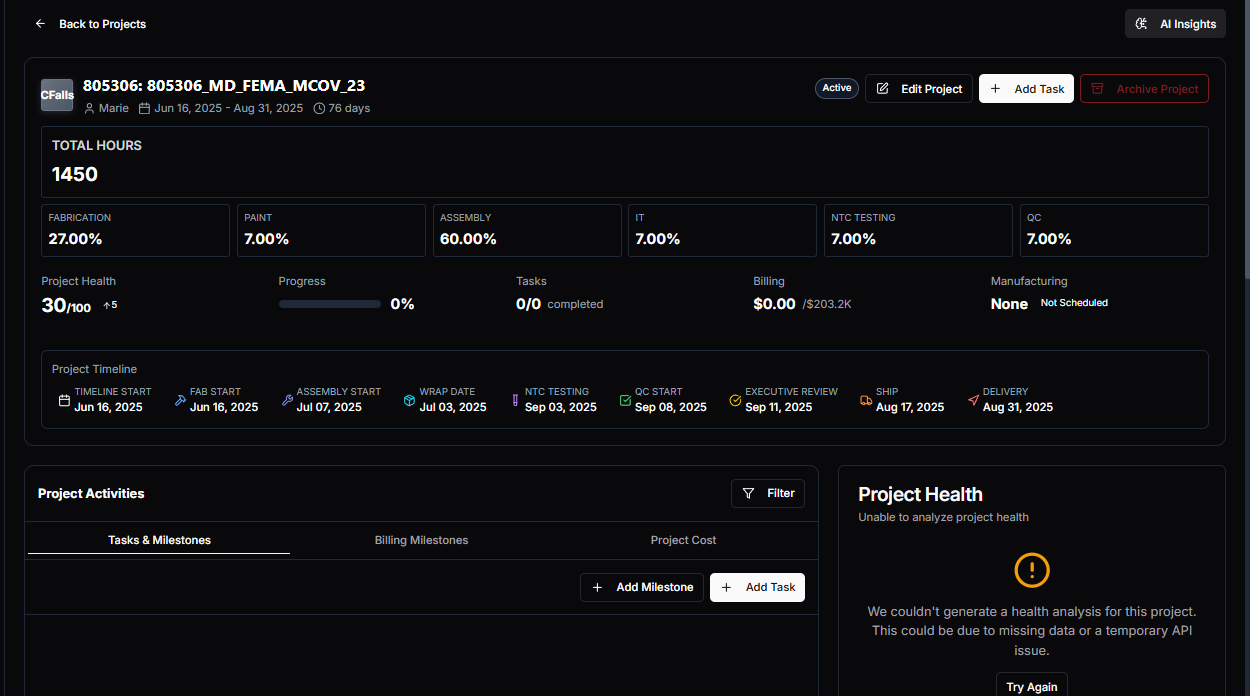 Back to Projects
AI Insights
CFalls
805306: 805306_MD_FEMA_MCOV_23
Marie Jun 16, 2025 - Aug 31, 2025 76 days
Active
Edit Project
+ Add Task
Archive Project
TOTAL HOURS
1450
FABRICATION
27.00%
PAINT
7.00%
ASSEMBLY
60.00%
IT
7.00%
NTC TESTING
7.00%
QC
7.00%
Project Health
30/100 ↑5
Progress
0%
Tasks
0/0 completed
Billing
$0.00 /$203.2K
Manufacturing
None Not Scheduled
Project Timeline
TIMELINE START
Jun 16, 2025
FAB START
Jun 16, 2025
ASSEMBLY START
Jul 07, 2025
WRAP DATE
Jul 03, 2025
NTC TESTING
Sep 03, 2025
QC START
Sep 08, 2025
EXECUTIVE REVIEW
Sep 11, 2025
SHIP
Aug 17, 2025
DELIVERY
Aug 31, 2025
Project Activities
Filter
Tasks & Milestones
Billing Milestones
Project Cost
+ Add Milestone
+ Add Task
Project Health
Unable to analyze project health
We couldn't generate a health analysis for this project.
This could be due to missing data or a temporary API
issue.
Try Again